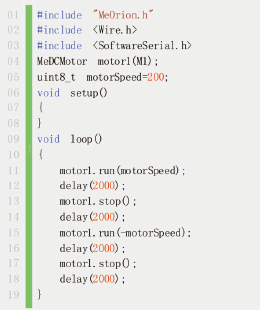 01 #include "MeOrion.h"
02 #include <Wire.h>
03 #include <SoftwareSerial.h>
04 MeDCMotor motor1(M1);
05 uint8_t motorSpeed=200;
06 void setup()
07 {
08 }
09 void loop()
10 {
11 motor1.run(motorSpeed);
12 delay(2000);
13 motor1.stop();
14 delay(2000);
15 motor1.run(-motorSpeed);
16 delay(2000);
17 motor1.stop();
18 delay(2000);
19 }